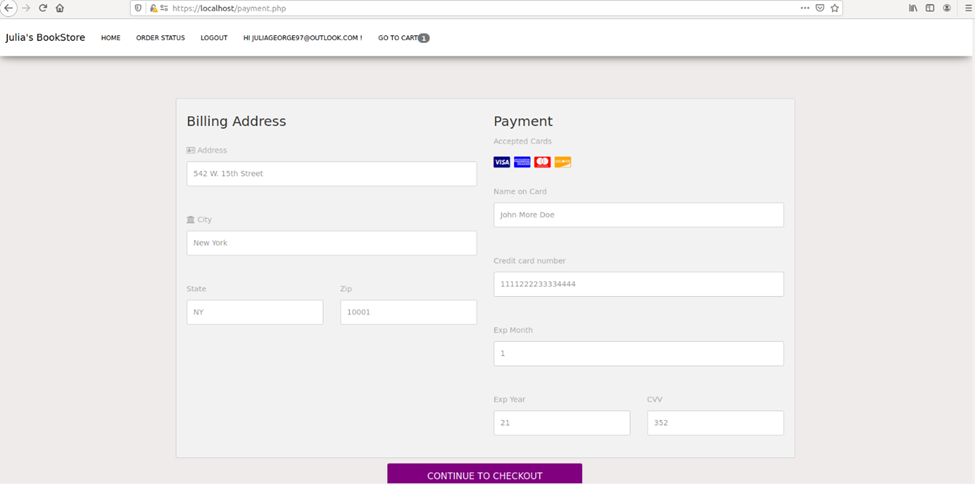 https://localhost/payment.php
Julia's BookStore HOME ORDER STATUS LOGOUT HI JULIAGEORGE97@OUTLOOK.COM ! GO TO CART 1
Billing Address
Address
542 W. 15th Street
City
New York
State Zip
NY 10001
Payment
Accepted Cards
VISA
Name on Card
John More Doe
Credit card number
1111222233334444
Exp Month
1
Exp Year CVV
21 352
CONTINUE TO CHECKOUT